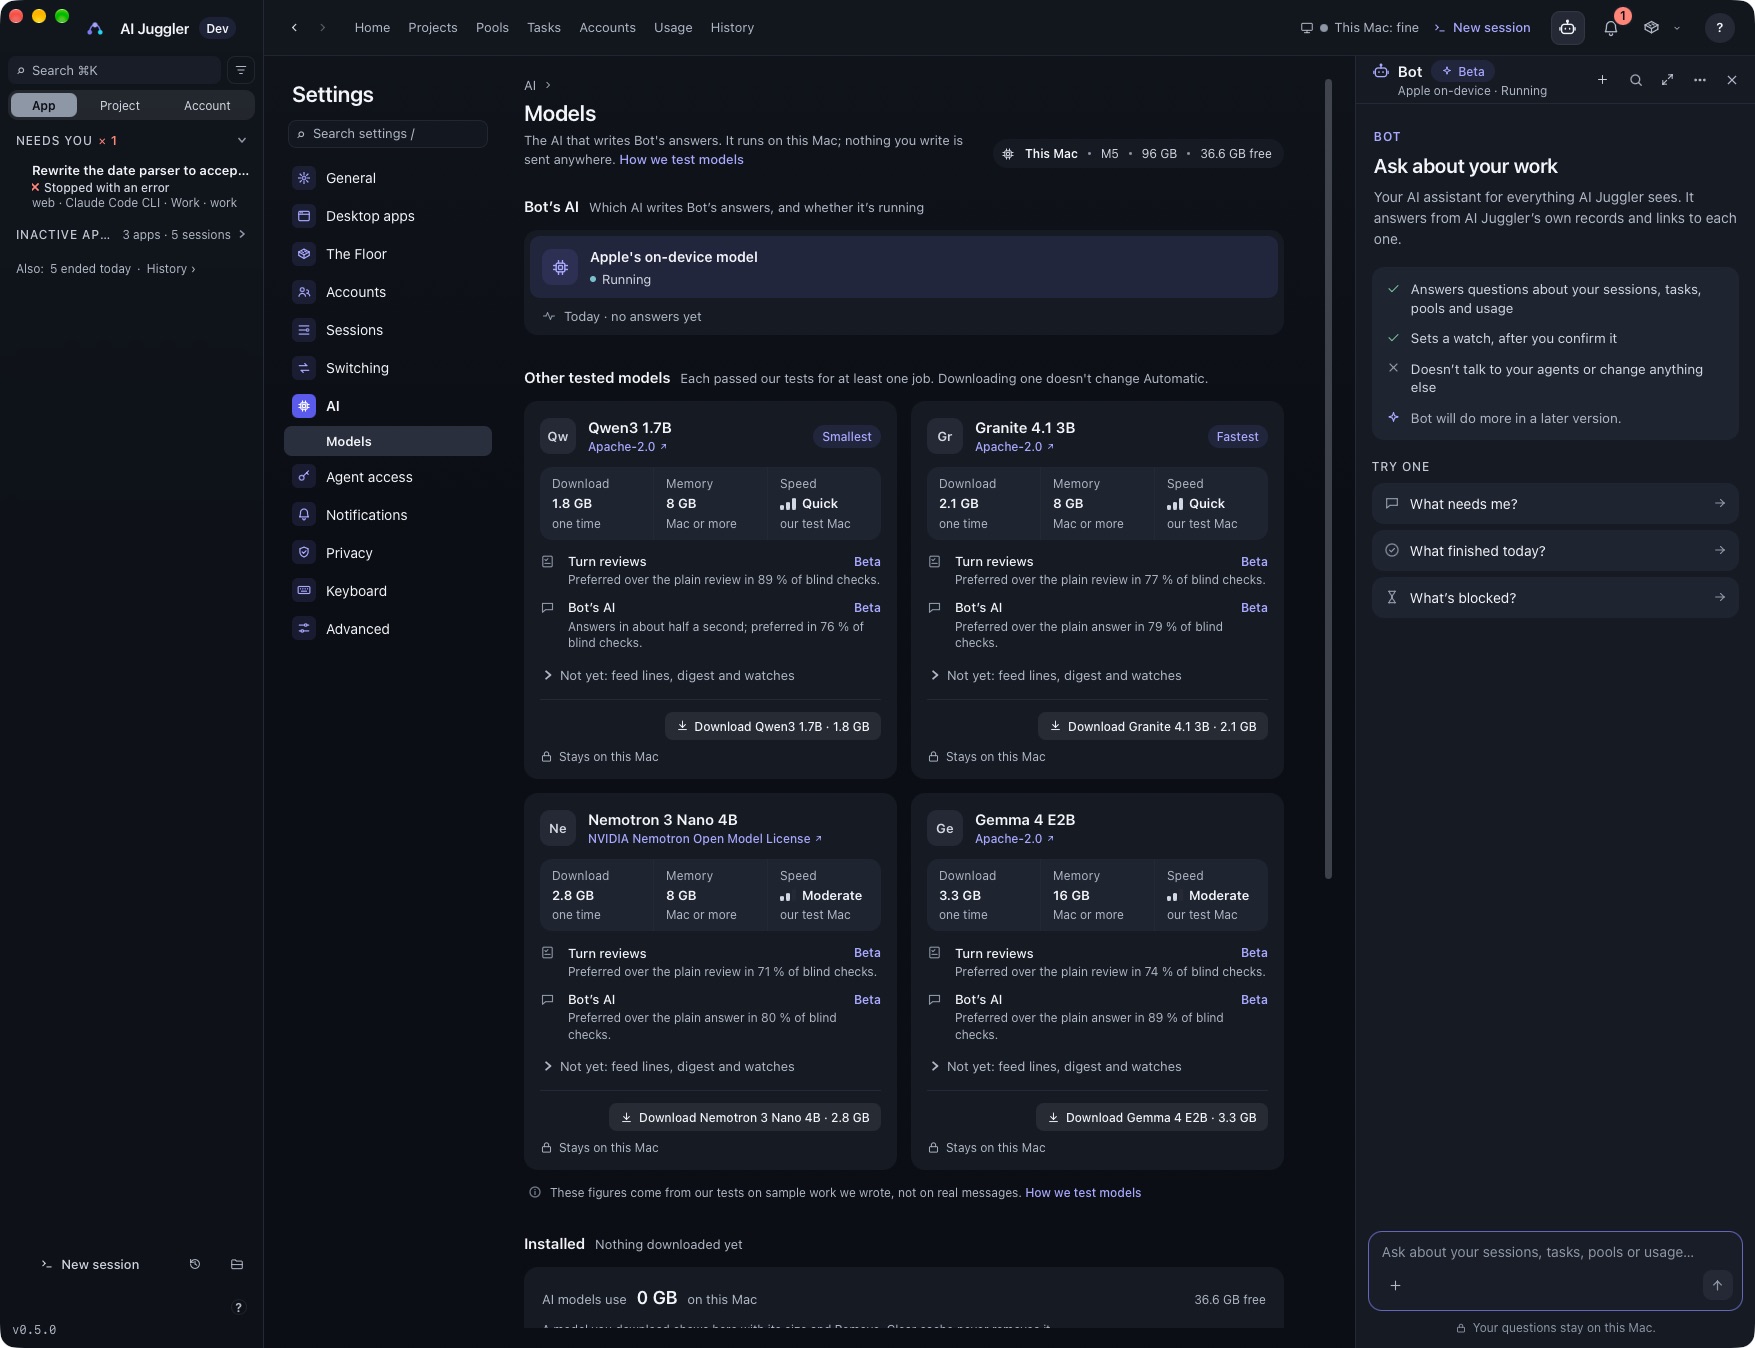 AI Juggler Dev
Search ⌘K
App Project Account
NEEDS YOU × 1
Rewrite the date parser to accep...
× Stopped with an error
web · Claude Code CLI · Work · work
INACTIVE AP... 3 apps · 5 sessions
Also: 5 ended today · History ›
New session
?
v0.5.0
Home Projects Pools Tasks Accounts Usage History
This Mac: fine New session 1 ?
Settings
Search settings /
General
Desktop apps
The Floor
Accounts
Sessions
Switching
AI
Models
Agent access
Notifications
Privacy
Keyboard
Advanced
AI ›
Models
The AI that writes Bot's answers. It runs on this Mac; nothing you write is
sent anywhere. How we test models
This Mac • M5 • 96 GB • 36.6 GB free
Bot's AI Which AI writes Bot's answers, and whether it's running
Apple's on-device model
Running
Today · no answers yet
Other tested models Each passed our tests for at least one job. Downloading one doesn't change Automatic.
Qw Qwen3 1.7B Smallest
Apache-2.0 ↗
Download Memory Speed
1.8 GB 8 GB Quick
one time Mac or more our test Mac
Turn reviews Beta
Preferred over the plain review in 89 % of blind checks.
Bot's AI Beta
Answers in about half a second; preferred in 76 % of
blind checks.
Not yet: feed lines, digest and watches
Download Qwen3 1.7B · 1.8 GB
Stays on this Mac
Gr Granite 4.1 3B Fastest
Apache-2.0 ↗
Download Memory Speed
2.1 GB 8 GB Quick
one time Mac or more our test Mac
Turn reviews Beta
Preferred over the plain review in 77 % of blind checks.
Bot's AI Beta
Preferred over the plain answer in 79 % of blind
checks.
Not yet: feed lines, digest and watches
Download Granite 4.1 3B · 2.1 GB
Stays on this Mac
Ne Nemotron 3 Nano 4B
NVIDIA Nemotron Open Model License ↗
Download Memory Speed
2.8 GB 8 GB Moderate
one time Mac or more our test Mac
Turn reviews Beta
Preferred over the plain review in 71 % of blind checks.
Bot's AI Beta
Preferred over the plain answer in 80 % of blind
checks.
Not yet: feed lines, digest and watches
Download Nemotron 3 Nano 4B · 2.8 GB
Stays on this Mac
Ge Gemma 4 E2B
Apache-2.0 ↗
Download Memory Speed
3.3 GB 16 GB Moderate
one time Mac or more our test Mac
Turn reviews Beta
Preferred over the plain review in 74 % of blind checks.
Bot's AI Beta
Preferred over the plain answer in 89 % of blind
checks.
Not yet: feed lines, digest and watches
Download Gemma 4 E2B · 3.3 GB
Stays on this Mac
These figures come from our tests on sample work we wrote, not on real messages. How we test models
Installed Nothing downloaded yet
AI models use 0 GB on this Mac 36.6 GB free
Bot Beta
Apple on-device · Running
BOT
Ask about your work
Your AI assistant for everything AI Juggler sees. It
answers from AI Juggler's own records and links to each
one.
Answers questions about your sessions, tasks,
pools and usage
Sets a watch, after you confirm it
Doesn't talk to your agents or change anything
else
Bot will do more in a later version.
TRY ONE
What needs me?
What finished today?
What's blocked?
Ask about your sessions, tasks, pools or usage...
Your questions stay on this Mac.